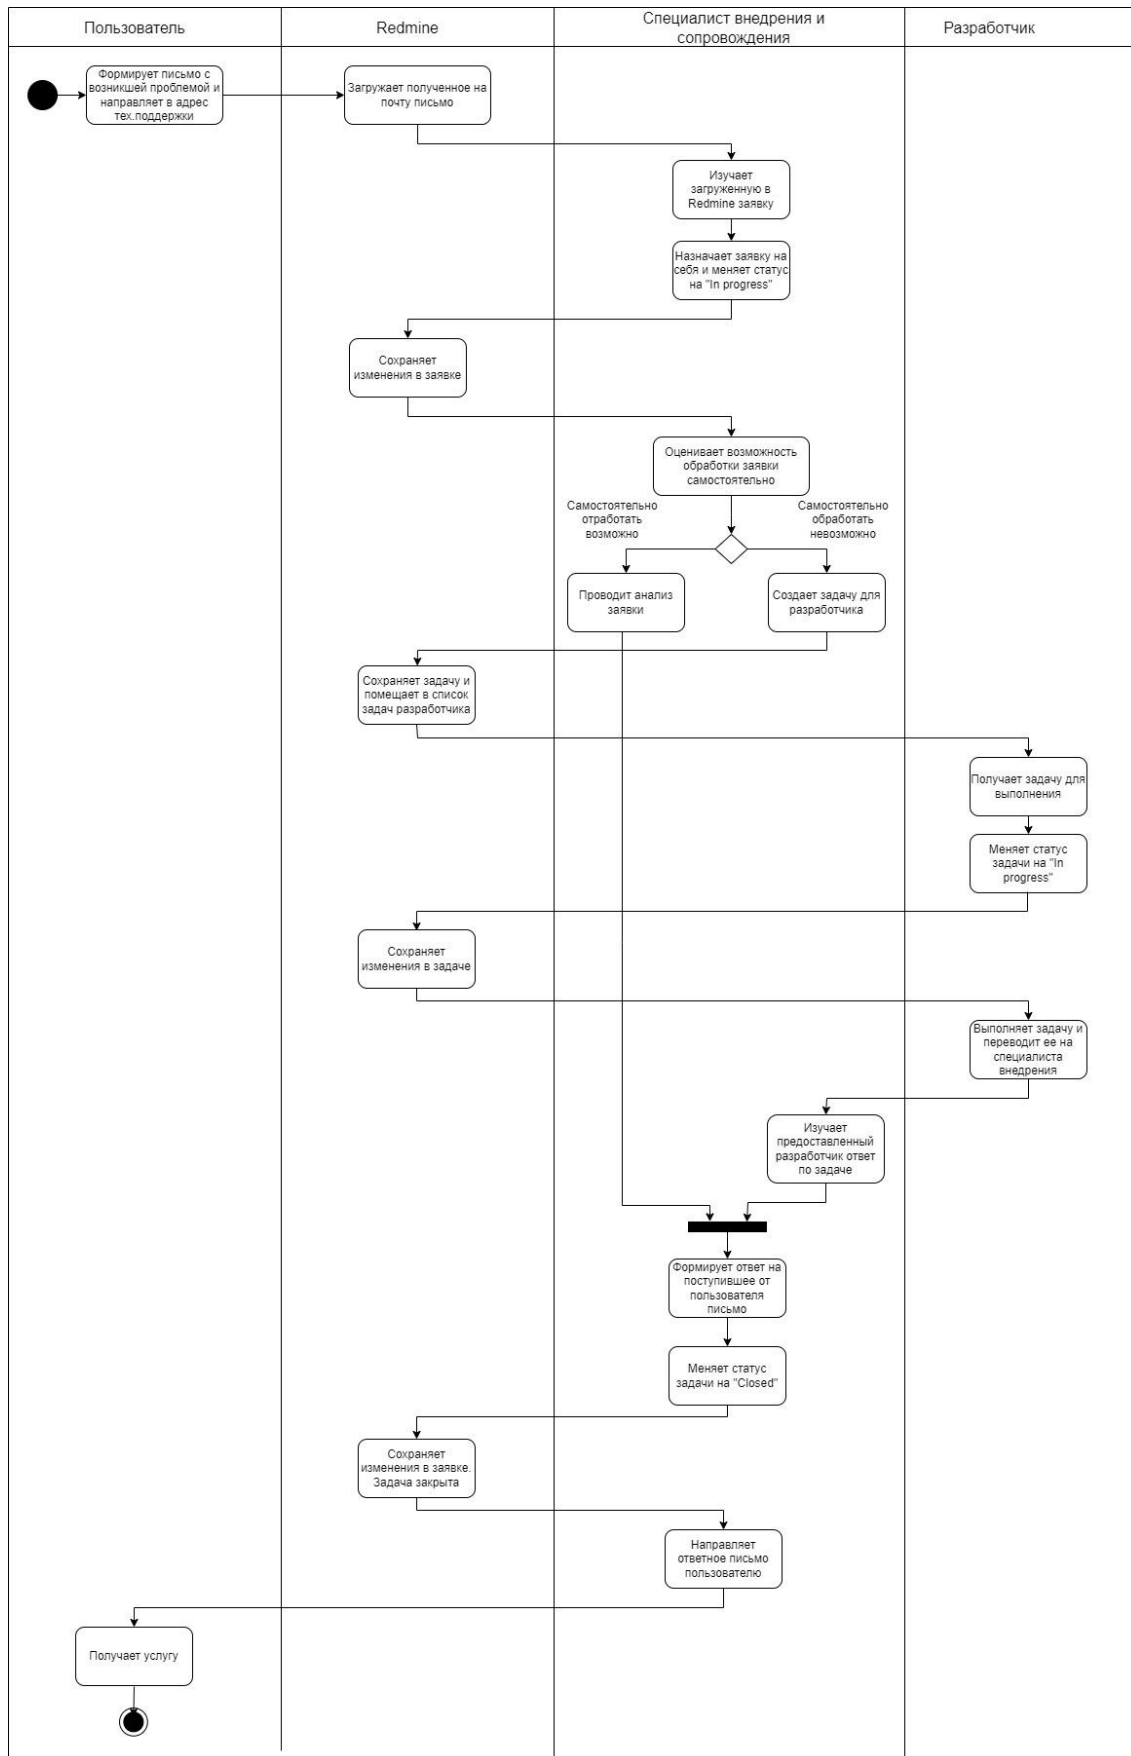 Пользователь
Redmine
Специалист внедрения и
сопровождения
Разработчик
Формирует письмо с
возникшей проблемой и
направляет в адрес
тех.поддержки
Загружает полученное на
почту письмо
Изучает
загруженную в
Redmine заявку
Назначает заявку на
себя и меняет статус
на "In progress"
Сохраняет
изменения в заявке
Оценивает возможность
обработки заявки
самостоятельно
Самостоятельно
отработать
возможно
Самостоятельно
обработать
невозможно
Проводит анализ
заявки
Создает задачу для
разработчика
Сохраняет задачу и
помещает в список
задач разработчика
Получает задачу для
выполнения
Меняет статус
задачи на "In
progress"
Сохраняет
изменения в задаче
Выполняет задачу и
переводит ее на
специалиста
внедрения
Изучает
предоставленный
разработчик ответ
по задаче
Формирует ответ на
поступившее от
пользователя
письмо
Меняет статус
задачи на "Closed"
Сохраняет
изменения в заявке.
Задача закрыта
Направляет
ответное письмо
пользователю
Получает услугу